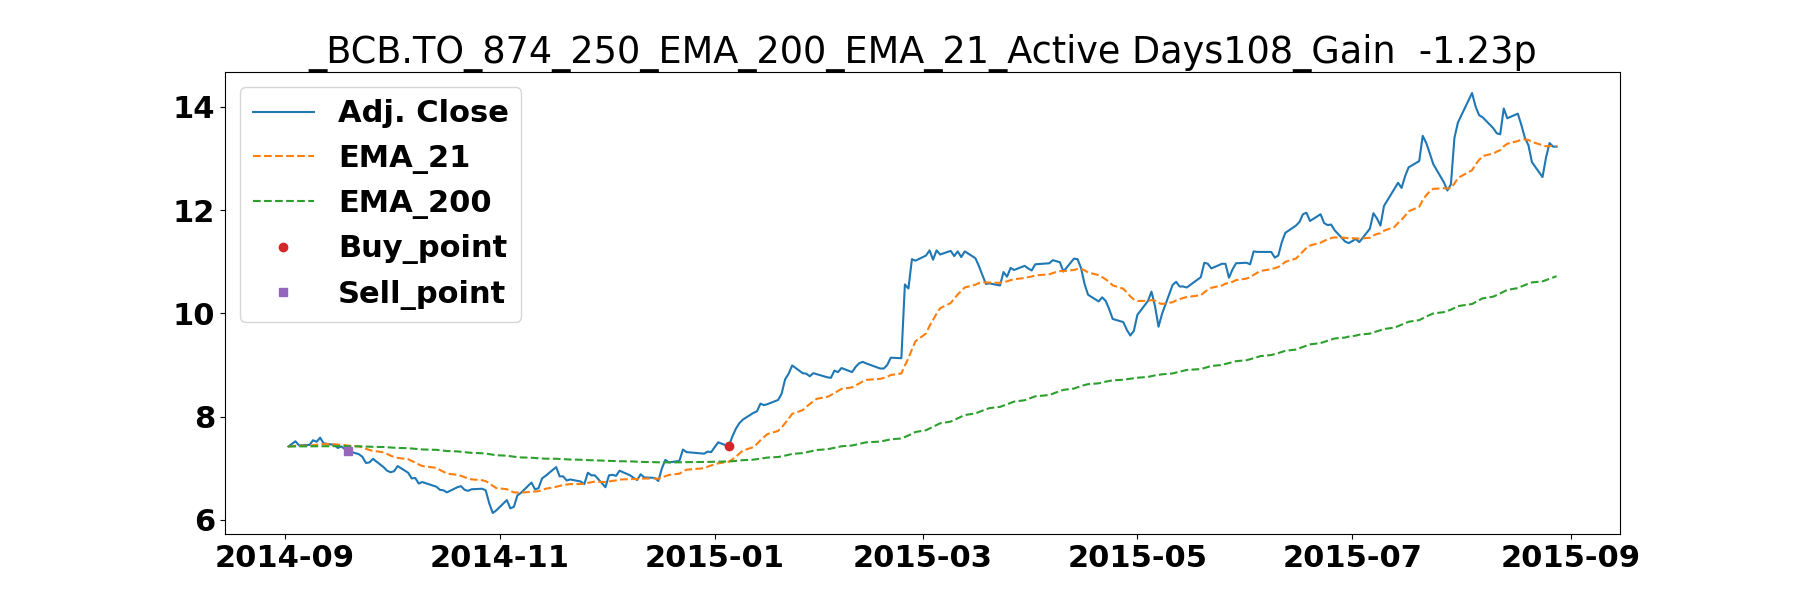 _BCB.TO_874_250_EMA_200_EMA_21_Active Days108_Gain  -1.23p
Adj. Close
EMA_21
EMA_200
Buy_point
Sell_point
14
12
10
8
6
2014-09 2014-11 2015-01 2015-03 2015-05 2015-07 2015-09